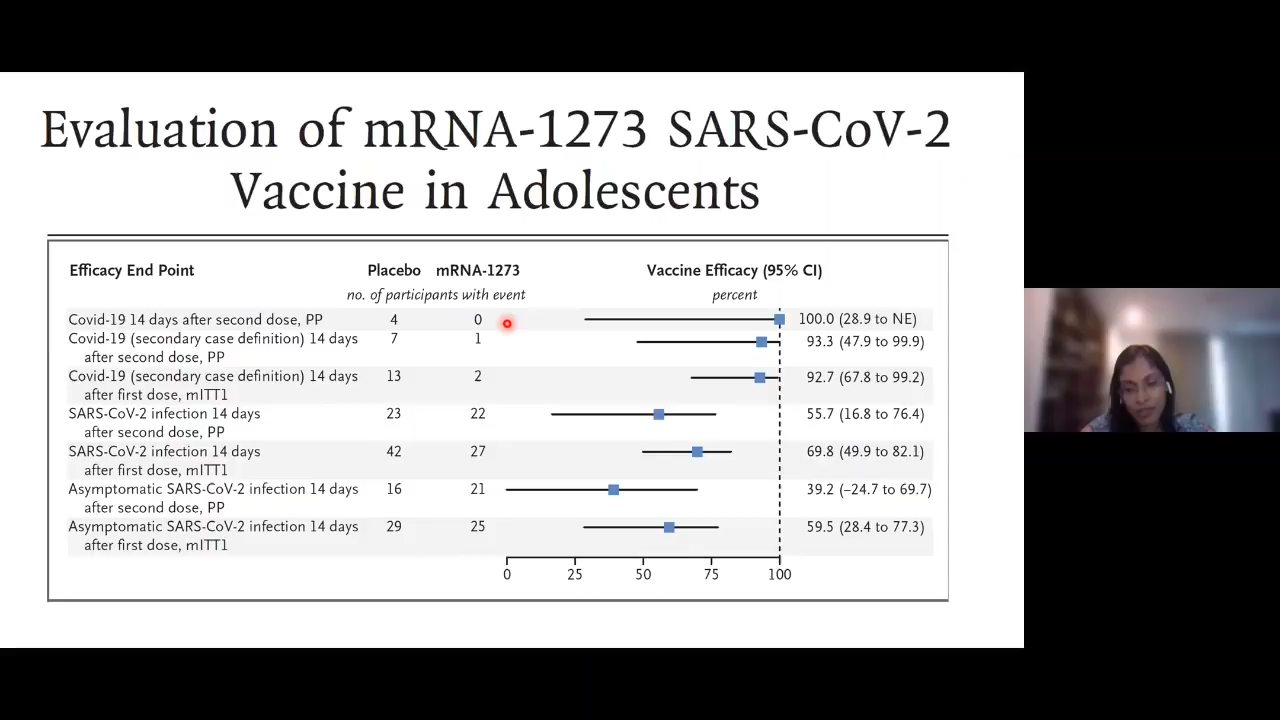 Evaluation of mRNA-1273 SARS-CoV-2
Vaccine in Adolescents
Efficacy End Point Placebo mRNA-1273 Vaccine Efficacy (95% CI)
no. of participants with event percent
Covid-19 14 days after second dose, PP 4 0 100.0 (28.9 to NE)
Covid-19 (secondary case definition) 14 days 7 1 93.3 (47.9 to 99.9)
after second dose, PP
Covid-19 (secondary case definition) 14 days 13 2 92.7 (67.8 to 99.2)
after first dose, mITT1
SARS-CoV-2 infection 14 days 23 22 55.7 (16.8 to 76.4)
after second dose, PP
SARS-CoV-2 infection 14 days 42 27 69.8 (49.9 to 82.1)
after first dose, mITT1
Asymptomatic SARS-CoV-2 infection 14 days 16 21 39.2 (–24.7 to 69.7)
after second dose, PP
Asymptomatic SARS-CoV-2 infection 14 days 29 25 59.5 (28.4 to 77.3)
after first dose, mITT1
0 25 50 75 100